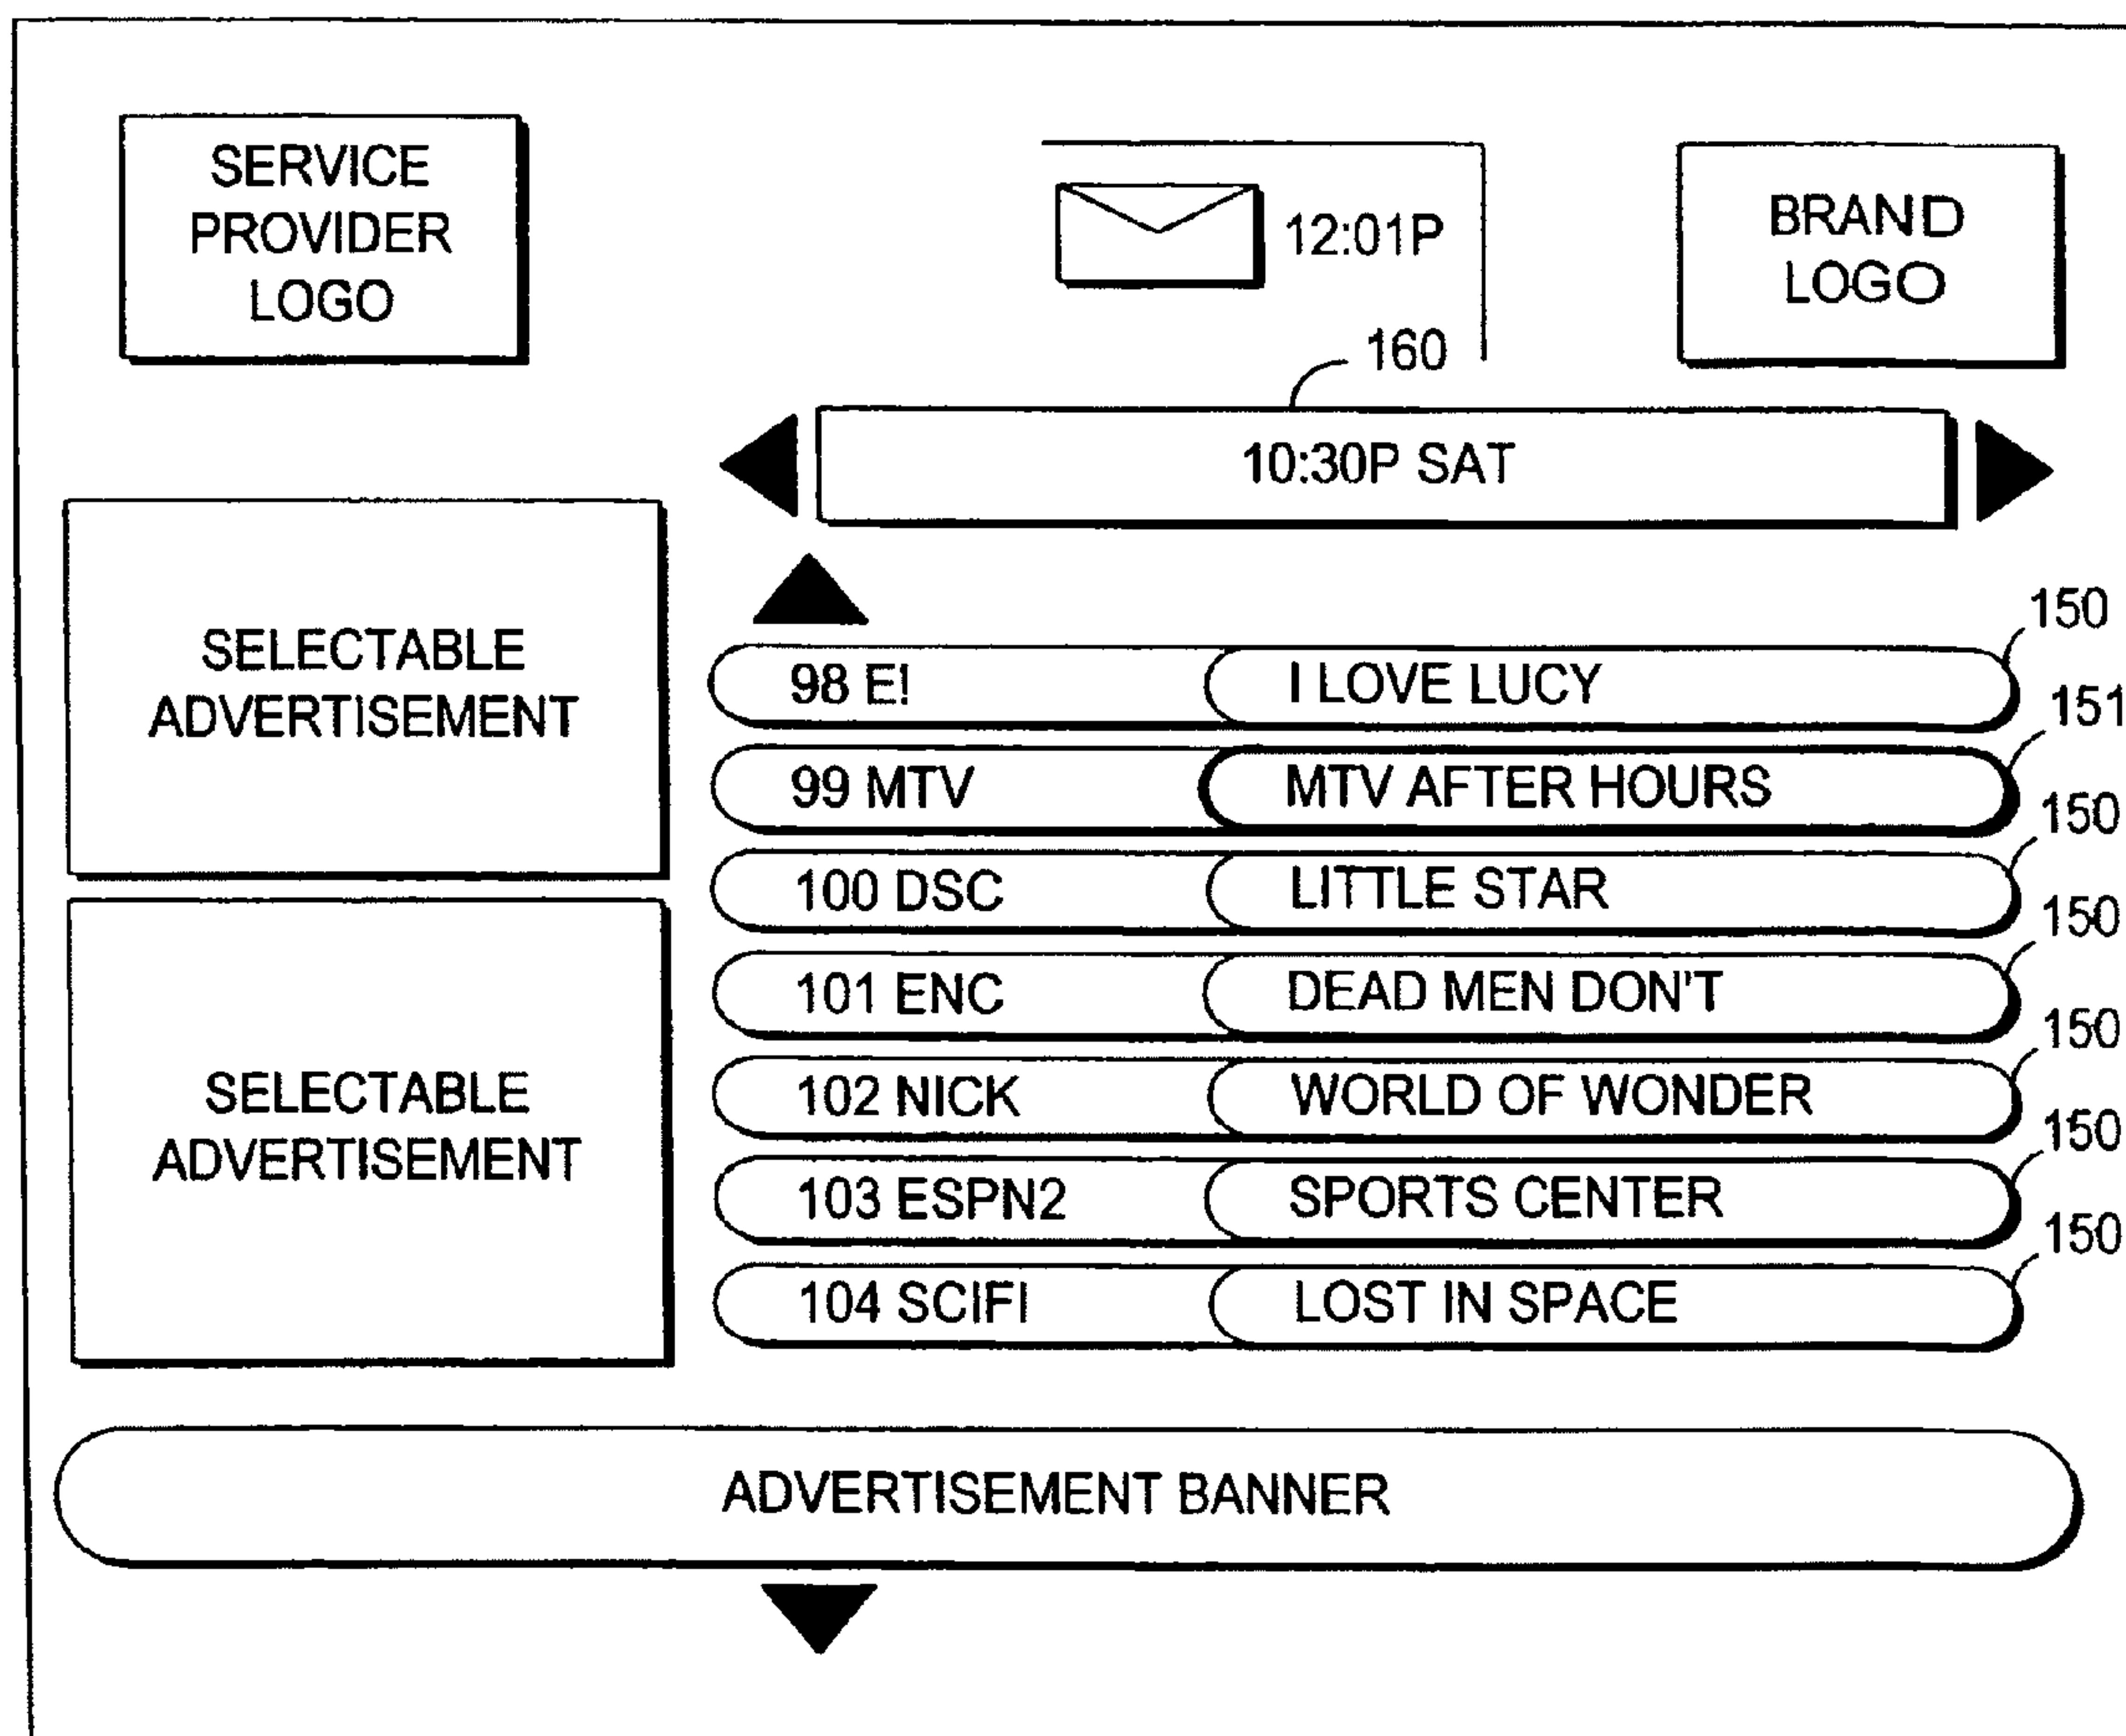 SERVICE
PROVIDER
LOGO
12:01P
BRAND
LOGO
160
10:30P SAT
SELECTABLE
ADVERTISEMENT
SELECTABLE
ADVERTISEMENT
150
98 E! I LOVE LUCY
151
99 MTV MTV AFTER HOURS
150
100 DSC LITTLE STAR
150
101 ENC DEAD MEN DON'T
150
102 NICK WORLD OF WONDER
150
103 ESPN2 SPORTS CENTER
150
104 SCIFI LOST IN SPACE
ADVERTISEMENT BANNER